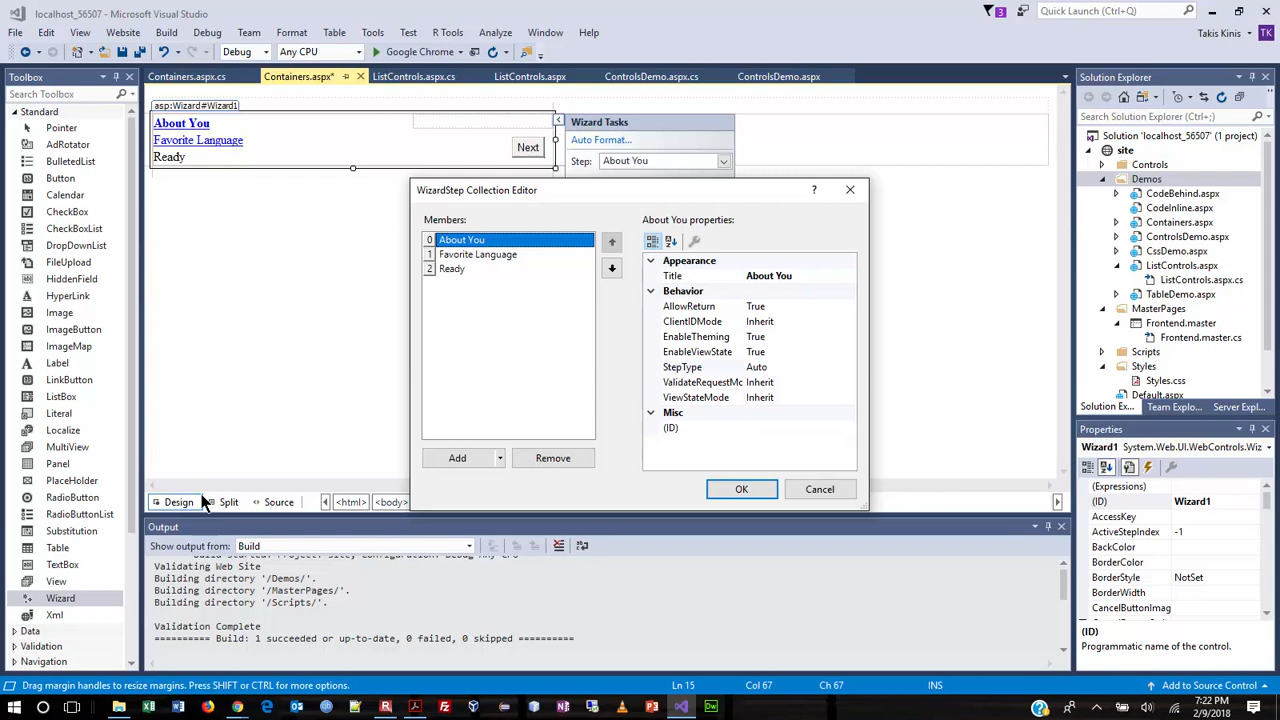 localhost_56507 - Microsoft Visual Studio
3
Quick Launch (Ctrl+Q)
File Edit View Website Build Debug Team Format Table Tools Test R Tools Analyze Window Help
Takis Kinis TK
Debug Any CPU Google Chrome
Toolbox
Search Toolbox
Standard
Pointer
AdRotator
BulletedList
Button
Calendar
CheckBox
CheckBoxList
DropDownList
FileUpload
HiddenField
HyperLink
Image
ImageButton
ImageMap
Label
LinkButton
ListBox
Literal
Localize
MultiView
Panel
PlaceHolder
RadioButton
RadioButtonList
Substitution
Table
TextBox
View
Wizard
Xml
Data
Validation
Navigation
Containers.aspx.cs Containers.aspx* ListControls.aspx.cs ListControls.aspx ControlsDemo.aspx.cs ControlsDemo.aspx
asp:Wizard#Wizard1
About You
Favorite Language
Ready
Next
Wizard Tasks
Auto Format...
Step: About You
WizardStep Collection Editor
?
Members:
0 About You
1 Favorite Language
2 Ready
Add
Remove
About You properties:
Appearance
Title About You
Behavior
AllowReturn True
ClientIDMode Inherit
EnableTheming True
EnableViewState True
StepType Auto
ValidateRequestMo Inherit
ViewStateMode Inherit
Misc
(ID)
OK Cancel
Design Split Source <html> <body>
Output
Show output from: Build
Validating Web Site
Building directory '/Demos/'.
Building directory '/MasterPages/'.
Building directory '/Scripts/'.
Validation Complete
========== Build: 1 succeeded or up-to-date, 0 failed, 0 skipped ==========
Solution Explorer
Search Solution Explorer (Ctrl+;)
Solution 'localhost_56507' (1 project)
site
Controls
Demos
CodeBehind.aspx
CodeInline.aspx
Containers.aspx
ControlsDemo.aspx
CssDemo.aspx
ListControls.aspx
ListControls.aspx.cs
TableDemo.aspx
MasterPages
Frontend.master
Frontend.master.cs
Scripts
Styles
Styles.css
Default.aspx
Solution Ex... Team Explo... Server Expl...
Properties
Wizard1 System.Web.UI.WebControls.Wiz
(Expressions)
(ID) Wizard1
AccessKey
ActiveStepIndex -1
BackColor
BorderColor
BorderStyle NotSet
BorderWidth
CancelButtonImag
(ID)
Programmatic name of the control.
Drag margin handles to resize margins. Press SHIFT or CTRL for more options.
Ln 15 Col 67 Ch 67 INS
Add to Source Control
7:22 PM
2/9/2018